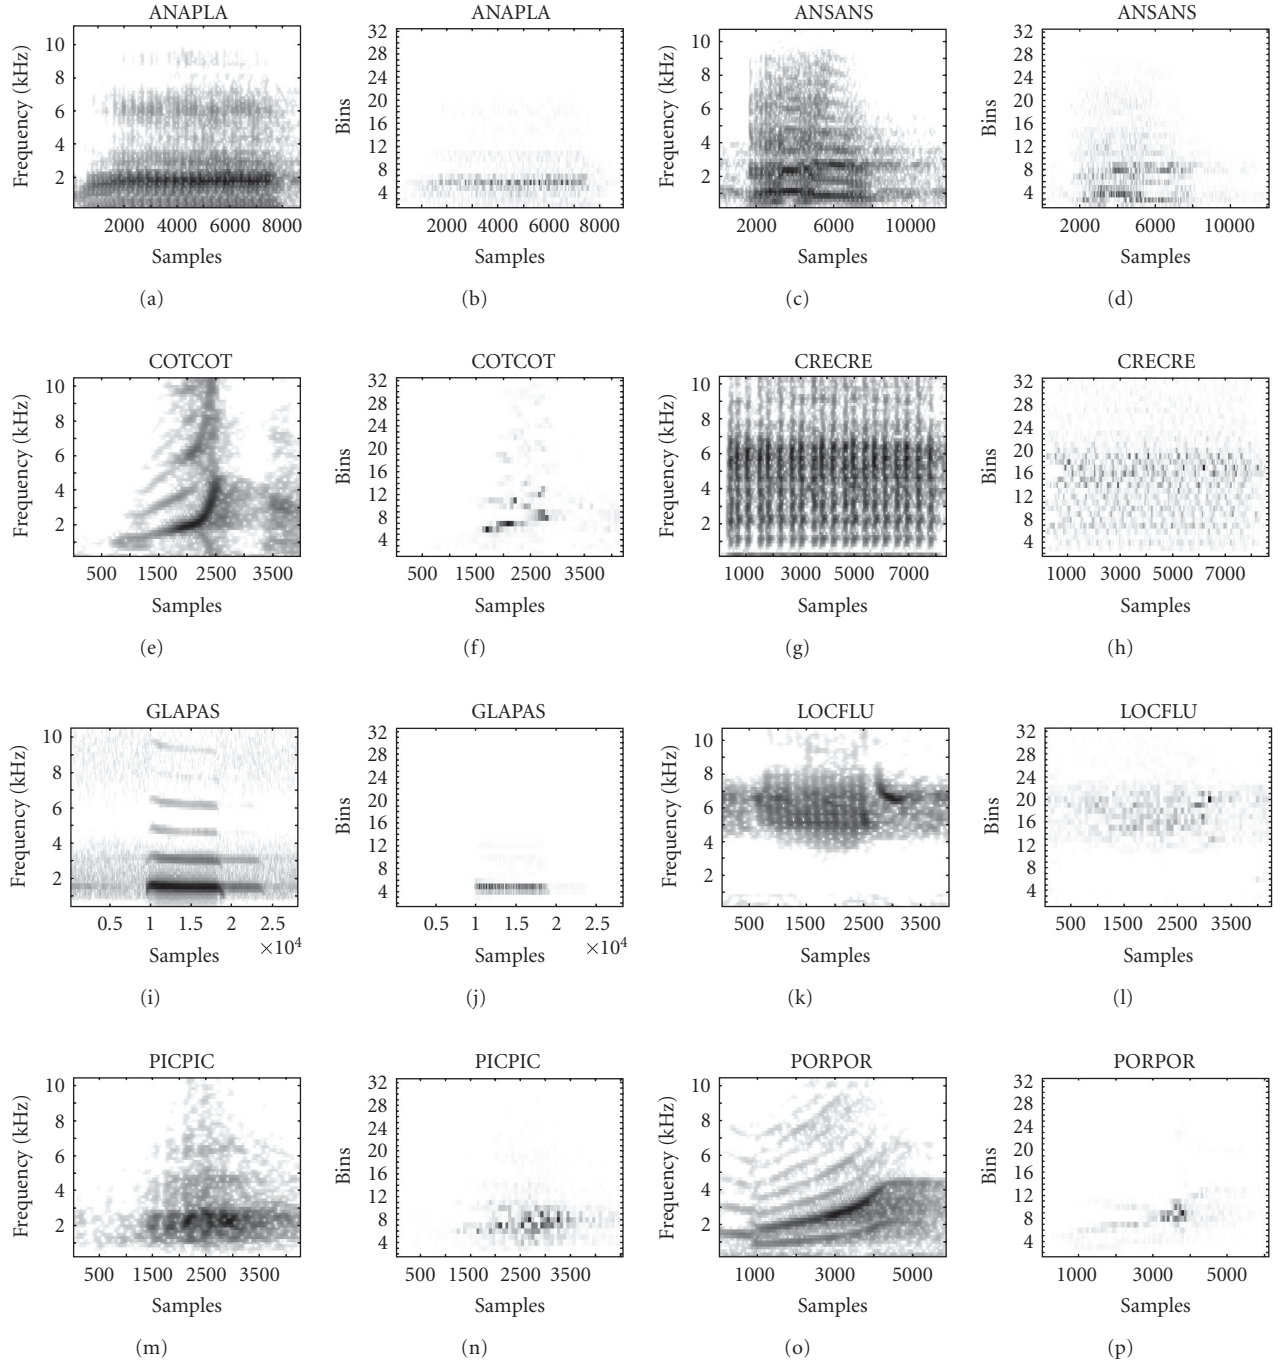 ANAPLA
Frequency (kHz)
10
8
6
4
2
2000 4000 6000 8000
Samples
(a)
ANAPLA
Bins
32
28
24
20
16
12
8
4
2000 4000 6000 8000
Samples
(b)
ANSANS
Frequency (kHz)
10
8
6
4
2
2000 6000 10000
Samples
(c)
ANSANS
Bins
32
28
24
20
16
12
8
4
2000 6000 10000
Samples
(d)
COTCOT
Frequency (kHz)
10
8
6
4
2
500 1500 2500 3500
Samples
(e)
COTCOT
Bins
32
28
24
20
16
12
8
4
500 1500 2500 3500
Samples
(f)
CRECRE
Frequency (kHz)
10
8
6
4
2
1000 3000 5000 7000
Samples
(g)
CRECRE
Bins
32
28
24
20
16
12
8
4
1000 3000 5000 7000
Samples
(h)
GLAPAS
Frequency (kHz)
10
8
6
4
2
0.5 1 1.5 2 2.5
×10⁴
Samples
(i)
GLAPAS
Bins
32
28
24
20
16
12
8
4
0.5 1 1.5 2 2.5
×10⁴
Samples
(j)
LOCFLU
Frequency (kHz)
10
8
6
4
2
500 1500 2500 3500
Samples
(k)
LOCFLU
Bins
32
28
24
20
16
12
8
4
500 1500 2500 3500
Samples
(l)
PICPIC
Frequency (kHz)
10
8
6
4
2
500 1500 2500 3500
Samples
(m)
PICPIC
Bins
32
28
24
20
16
12
8
4
500 1500 2500 3500
Samples
(n)
PORPOR
Frequency (kHz)
10
8
6
4
2
1000 3000 5000
Samples
(o)
PORPOR
Bins
32
28
24
20
16
12
8
4
1000 3000 5000
Samples
(p)